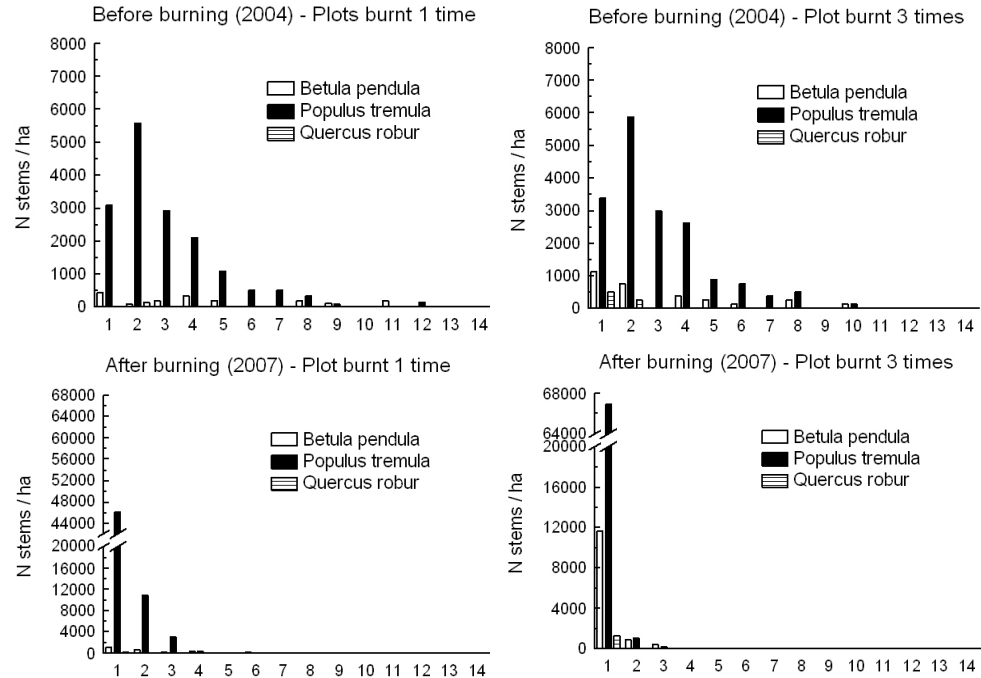 Before burning (2004) - Plots burnt 1 time
8000
7000
6000
5000
4000
3000
2000
1000
0
N stems / ha
Betula pendula
Populus tremula
Quercus robur
1 2 3 4 5 6 7 8 9 10 11 12 13 14
Before burning (2004) - Plot burnt 3 times
8000
7000
6000
5000
4000
3000
2000
1000
0
N stems / ha
Betula pendula
Populus tremula
Quercus robur
1 2 3 4 5 6 7 8 9 10 11 12 13 14
After burning (2007) - Plot burnt 1 time
68000
64000
60000
56000
52000
48000
44000
20000
16000
12000
8000
4000
0
N stems / ha
Betula pendula
Populus tremula
Quercus robur
1 2 3 4 5 6 7 8 9 10 11 12 13 14
After burning (2007) - Plot burnt 3 times
68000
64000
20000
16000
12000
8000
4000
0
N stems / ha
Betula pendula
Populus tremula
Quercus robur
1 2 3 4 5 6 7 8 9 10 11 12 13 14